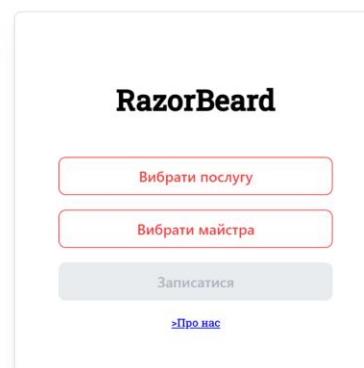 RazorBeard
Вибрати послугу
Вибрати майстра
Записатися
>Про нас